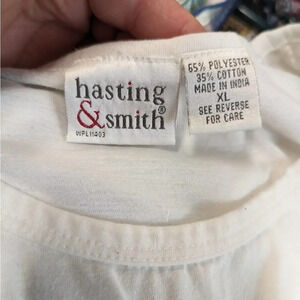 hasting
&smith®
WPL11403
65% POLYESTER
35% COTTON
MADE IN INDIA
XL
SEE REVERSE
FOR CARE